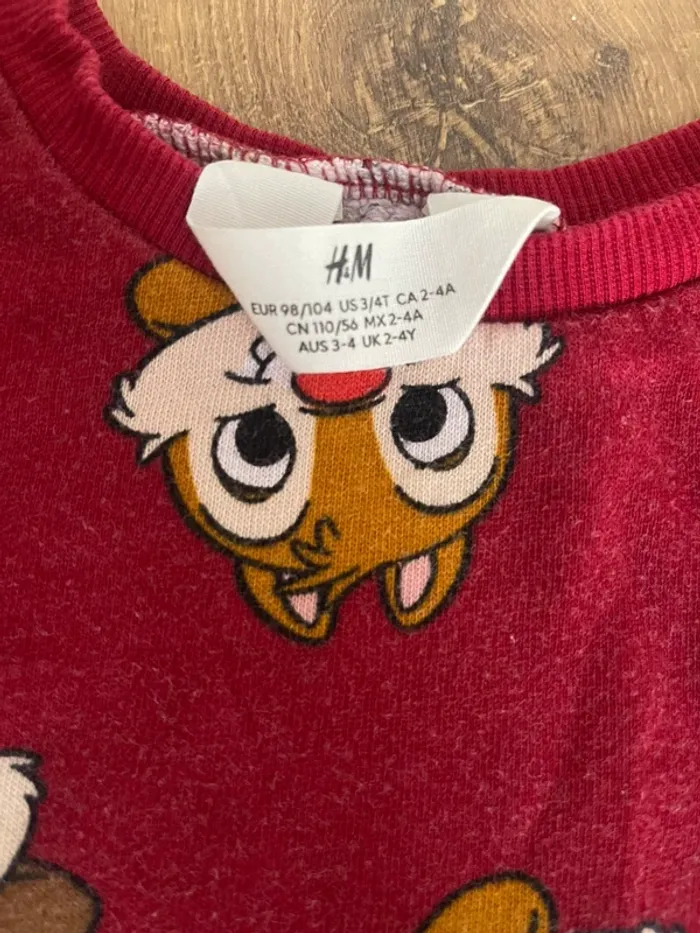 H&M
EUR 98/104 US 3/4T CA 2-4A
CN 110/56 MX 2-4A
AUS 3-4 UK 2-4Y